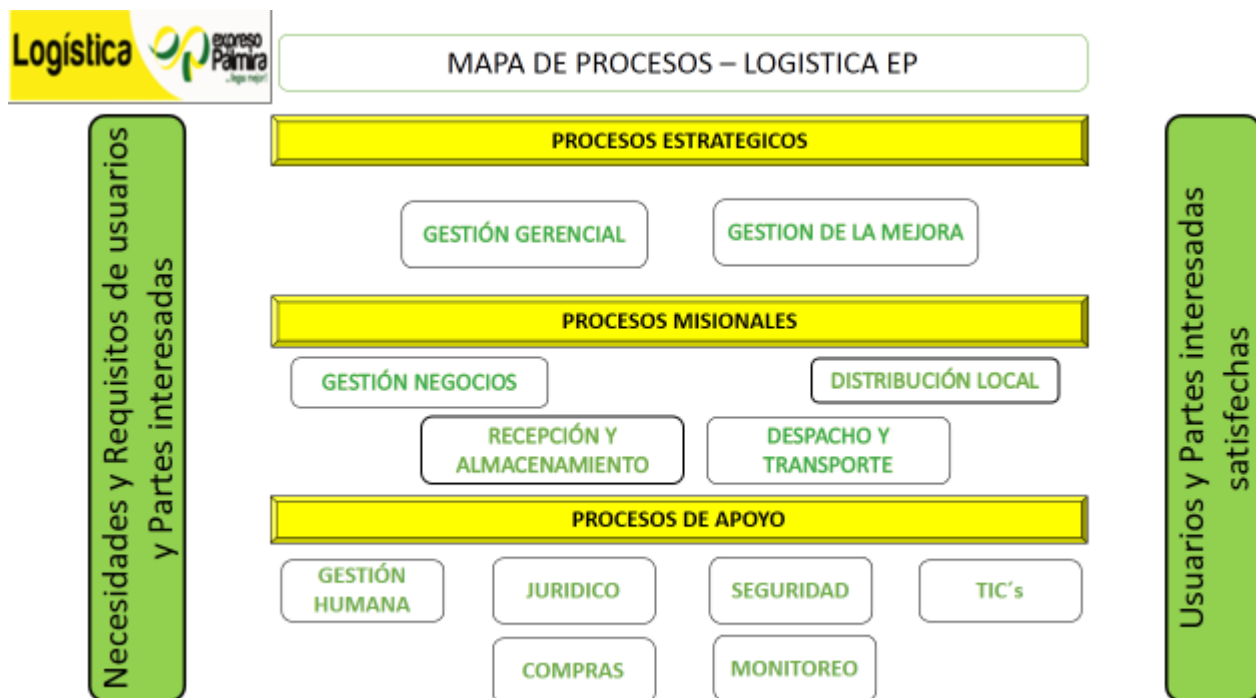 Logística
expreso
Palmira
...llega mejor!
MAPA DE PROCESOS – LOGISTICA EP
Necesidades y Requisitos de usuarios
y Partes interesadas
PROCESOS ESTRATEGICOS
GESTIÓN GERENCIAL
GESTION DE LA MEJORA
PROCESOS MISIONALES
GESTIÓN NEGOCIOS
DISTRIBUCIÓN LOCAL
RECEPCIÓN Y
ALMACENAMIENTO
DESPACHO Y
TRANSPORTE
PROCESOS DE APOYO
GESTIÓN
HUMANA
JURIDICO
SEGURIDAD
TIC´s
COMPRAS
MONITOREO
Usuarios y Partes interesadas
satisfechas